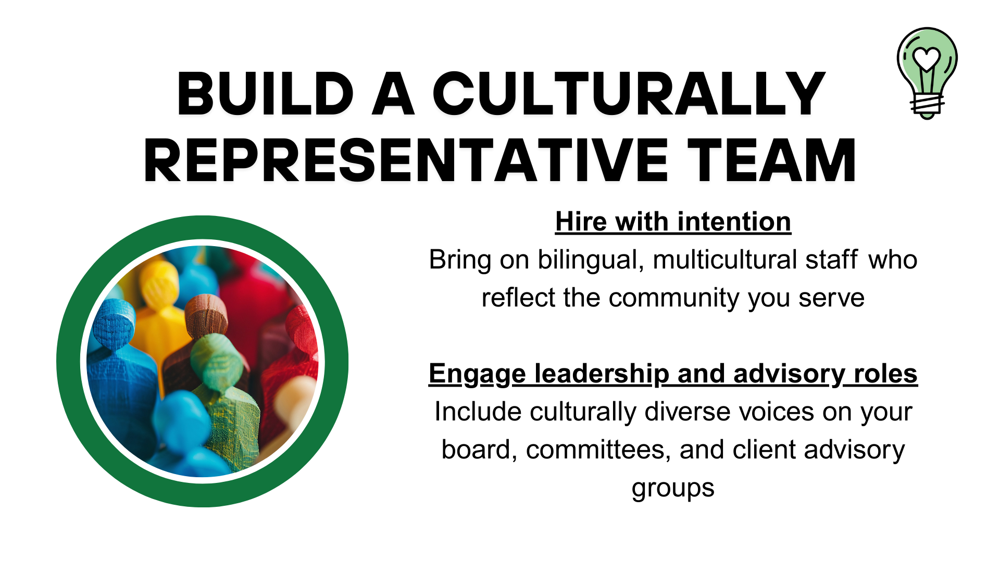 BUILD A CULTURALLY
REPRESENTATIVE TEAM
Hire with intention
Bring on bilingual, multicultural staff who
reflect the community you serve
Engage leadership and advisory roles
Include culturally diverse voices on your
board, committees, and client advisory
groups